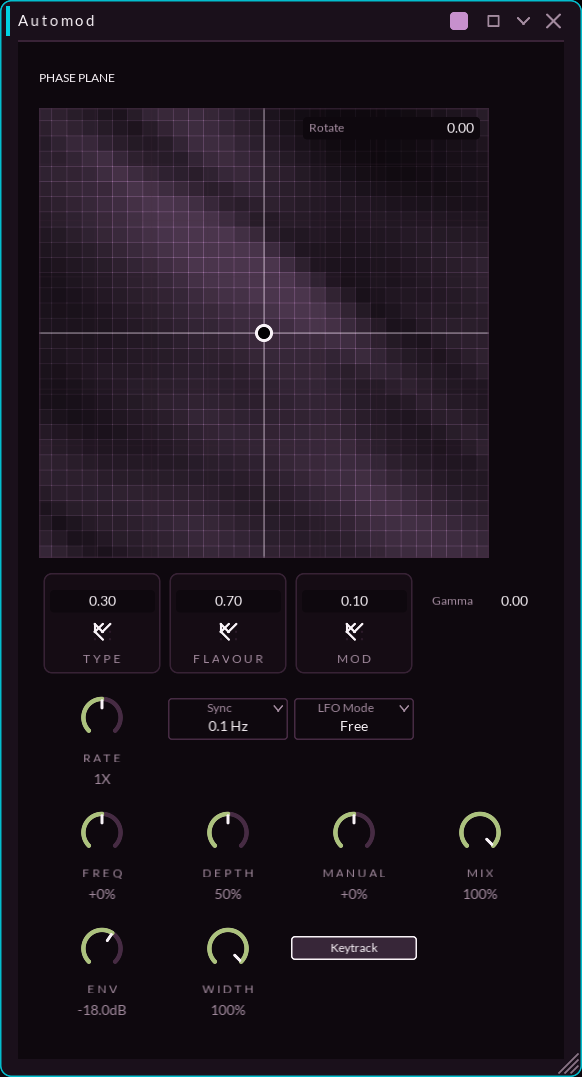 Automod
PHASE PLANE
Rotate 0.00
0.30 0.70 0.10 Gamma 0.00
TYPE FLAVOUR MOD
Sync LFO Mode
0.1 Hz Free
RATE
1X
FREQ DEPTH MANUAL MIX
+0% 50% +0% 100%
Keytrack
ENV WIDTH
-18.0dB 100%